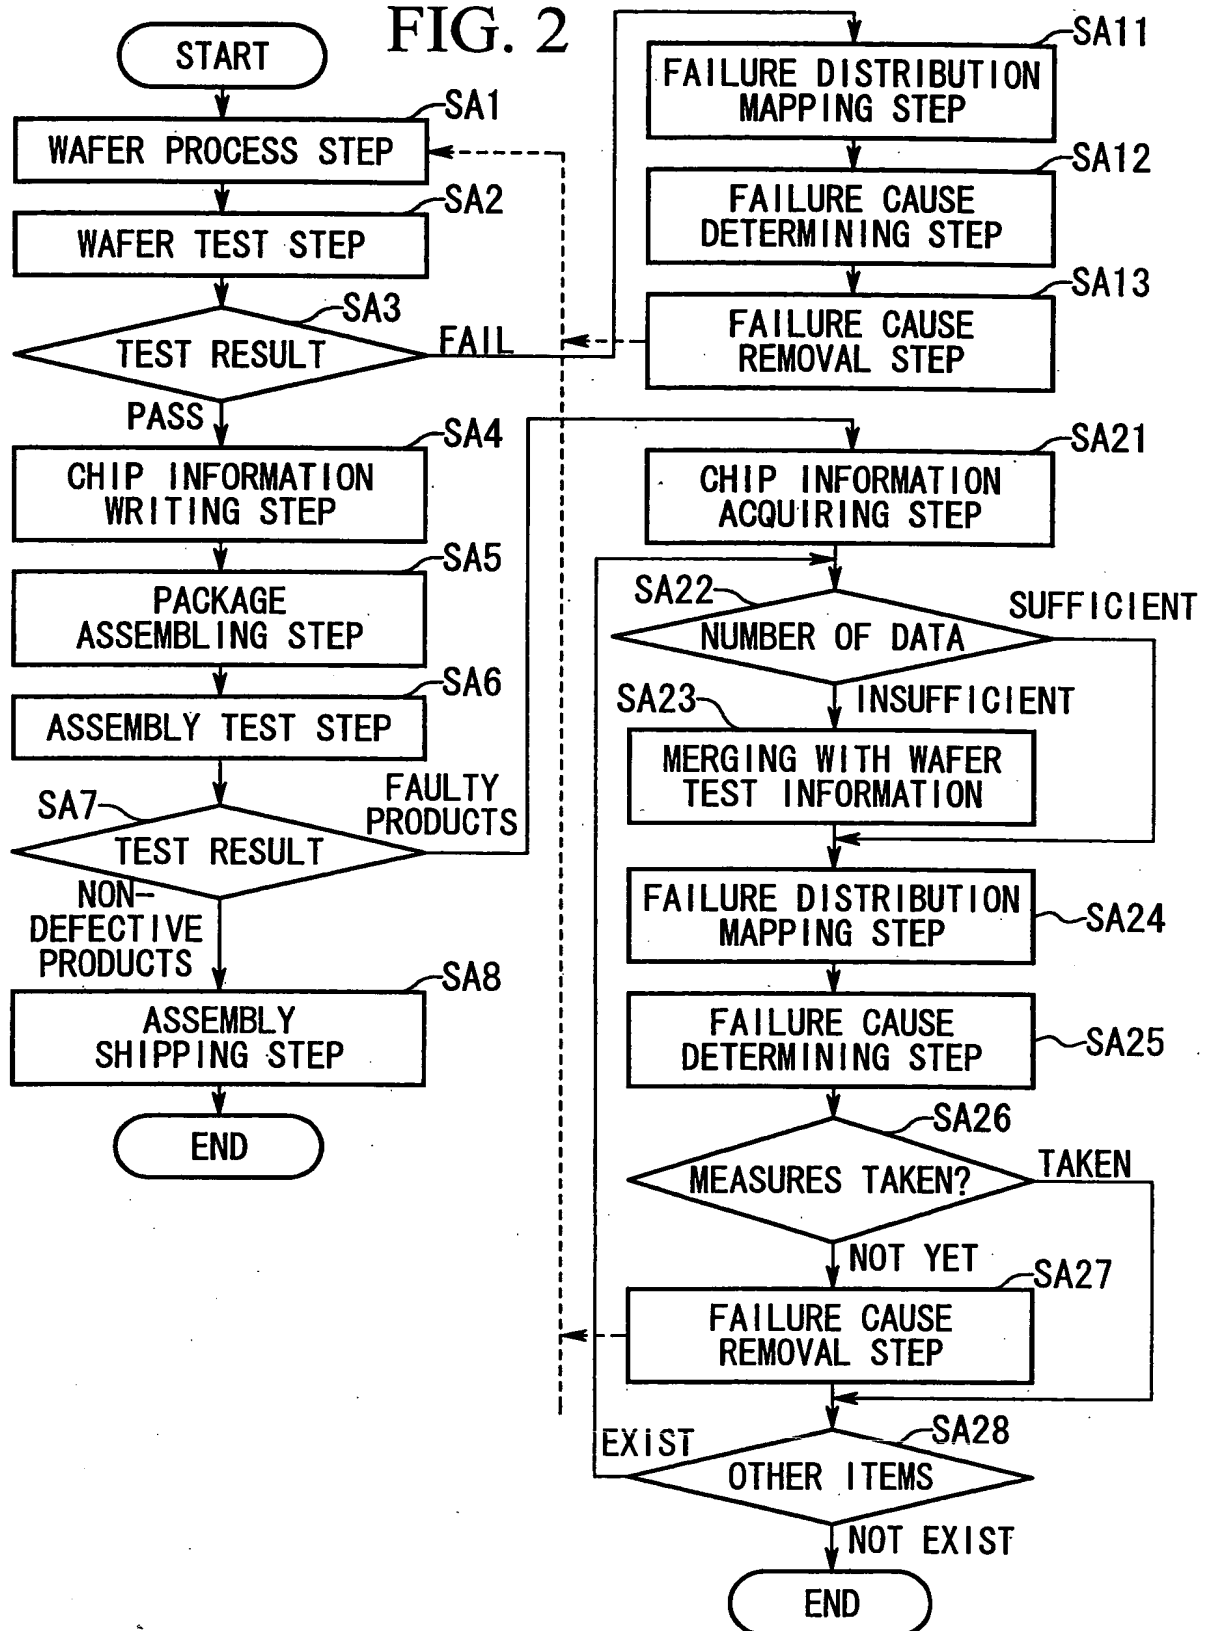 FIG. 2
START
SA1
WAFER PROCESS STEP
SA2
WAFER TEST STEP
SA3
TEST RESULT
FAIL
PASS
SA4
CHIP INFORMATION
WRITING STEP
SA5
PACKAGE
ASSEMBLING STEP
SA6
ASSEMBLY TEST STEP
SA7
TEST RESULT
FAULTY
PRODUCTS
NON-
DEFECTIVE
PRODUCTS
SA8
ASSEMBLY
SHIPPING STEP
END
SA11
FAILURE DISTRIBUTION
MAPPING STEP
SA12
FAILURE CAUSE
DETERMINING STEP
SA13
FAILURE CAUSE
REMOVAL STEP
SA21
CHIP INFORMATION
ACQUIRING STEP
SA22
NUMBER OF DATA
SUFFICIENT
INSUFFICIENT
SA23
MERGING WITH WAFER
TEST INFORMATION
FAILURE DISTRIBUTION
MAPPING STEP
SA24
FAILURE CAUSE
DETERMINING STEP
SA25
SA26
MEASURES TAKEN?
TAKEN
NOT YET
SA27
FAILURE CAUSE
REMOVAL STEP
SA28
OTHER ITEMS
EXIST
NOT EXIST
END